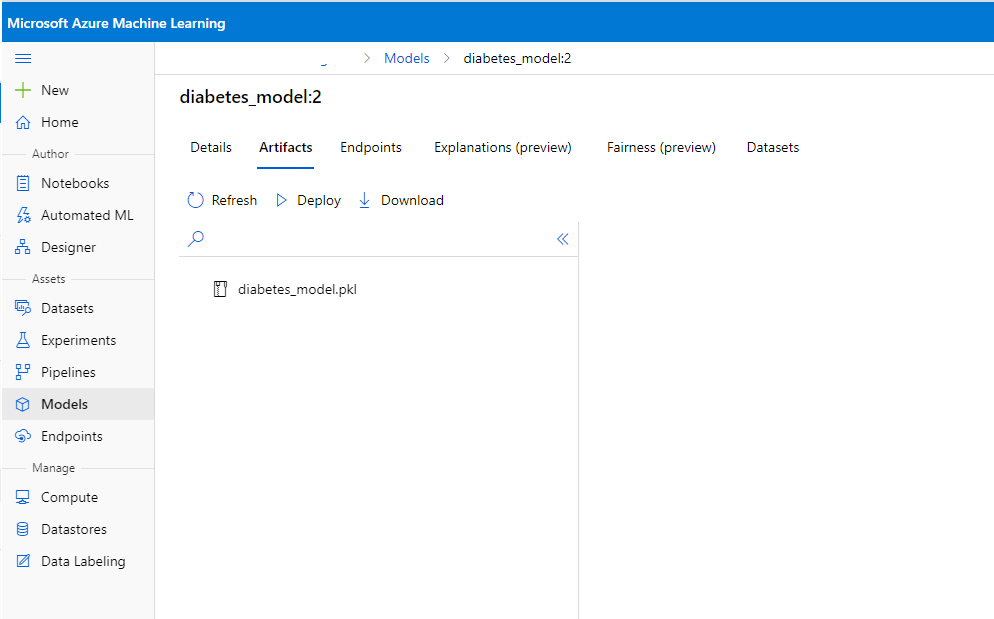 Microsoft Azure Machine Learning
Models
diabetes_model:2
New
Home
Author
Notebooks
Automated ML
Designer
Assets
Datasets
Experiments
Pipelines
Models
Endpoints
Manage
Compute
Datastores
Data Labeling
diabetes_model:2
Details Artifacts Endpoints Explanations (preview) Fairness (preview) Datasets
Refresh Deploy Download
diabetes_model.pkl